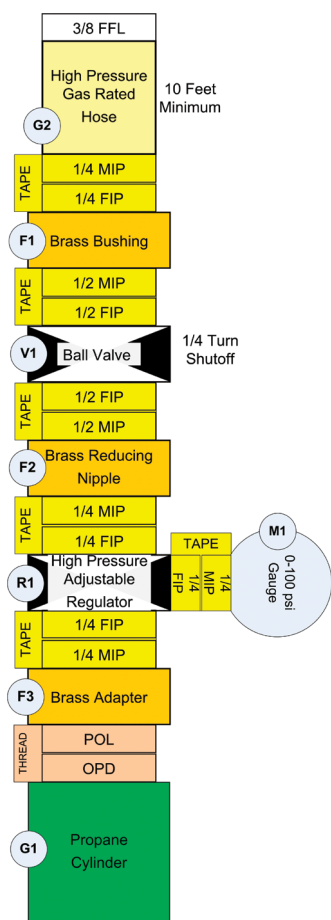 3/8 FFL
High Pressure
Gas Rated
Hose
10 Feet
Minimum
G2
TAPE
1/4 MIP
1/4 FIP
F1
Brass Bushing
TAPE
1/2 MIP
1/2 FIP
V1
Ball Valve
1/4 Turn
Shutoff
TAPE
1/2 FIP
1/2 MIP
F2
Brass Reducing
Nipple
TAPE
1/4 MIP
1/4 FIP
R1
High Pressure
Adjustable
Regulator
TAPE
1/4
FIP
1/4
MIP
M1
0-100 psi
Gauge
TAPE
1/4 FIP
1/4 MIP
F3
Brass Adapter
THREAD
POL
OPD
G1
Propane
Cylinder